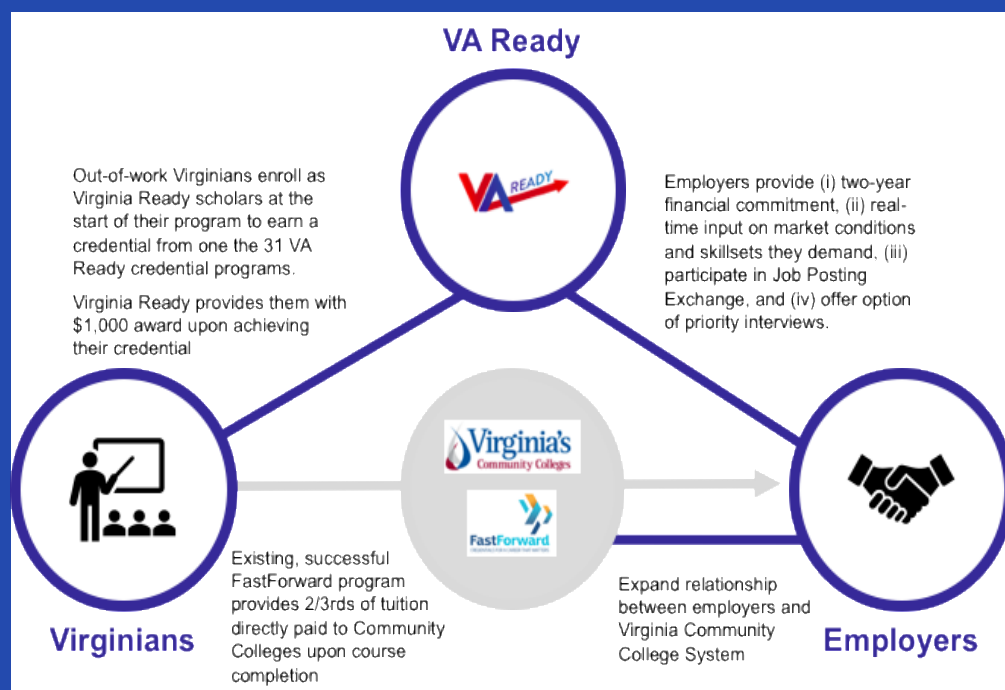 VA Ready
VA READY
Out-of-work Virginians enroll as
Virginia Ready scholars at the
start of their program to earn a
credential from one the 31 VA
Ready credential programs.
Virginia Ready provides them with
$1,000 award upon achieving
their credential
Employers provide (i) two-year
financial commitment, (ii) real-
time input on market conditions
and skillsets they demand, (iii)
participate in Job Posting
Exchange, and (iv) offer option
of priority interviews.
Virginia's
Community Colleges
FastForward
Existing, successful
FastForward program
provides 2/3rds of tuition
directly paid to Community
Colleges upon course
completion
Expand relationship
between employers and
Virginia Community
College System
Virginians
Employers